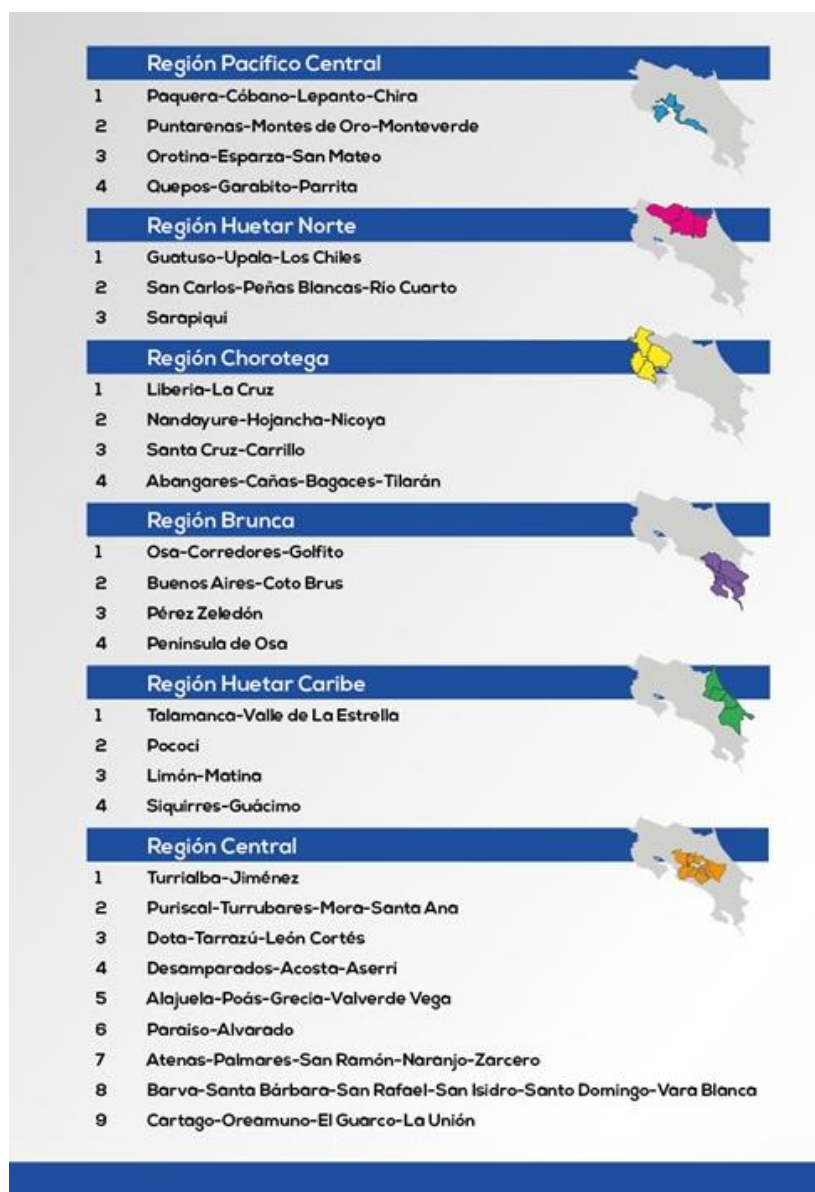 Región Pacífico Central
1 Paquera-Cóbano-Lepanto-Chira
2 Puntarenas-Montes de Oro-Monteverde
3 Orotina-Esparza-San Mateo
4 Quepos-Garabito-Parrita
Región Huetar Norte
1 Guatuso-Upala-Los Chiles
2 San Carlos-Peñas Blancas-Río Cuarto
3 Sarapiquí
Región Chorotega
1 Liberia-La Cruz
2 Nandayure-Hojancha-Nicoya
3 Santa Cruz-Carrillo
4 Abangares-Cañas-Bagaces-Tilarán
Región Brunca
1 Osa-Corredores-Golfito
2 Buenos Aires-Coto Brus
3 Pérez Zeledón
4 Península de Osa
Región Huetar Caribe
1 Talamanca-Valle de La Estrella
2 Pococí
3 Limón-Matina
4 Siquirres-Guácimo
Región Central
1 Turrialba-Jiménez
2 Puriscal-Turrubares-Mora-Santa Ana
3 Dota-Tarrazú-León Cortés
4 Desamparados-Acosta-Aserrí
5 Alajuela-Poás-Grecia-Valverde Vega
6 Paraíso-Alvarado
7 Atenas-Palmares-San Ramón-Naranjo-Zarcero
8 Barva-Santa Bárbara-San Rafael-San Isidro-Santo Domingo-Vara Blanca
9 Cartago-Oreamuno-El Guarco-La Unión